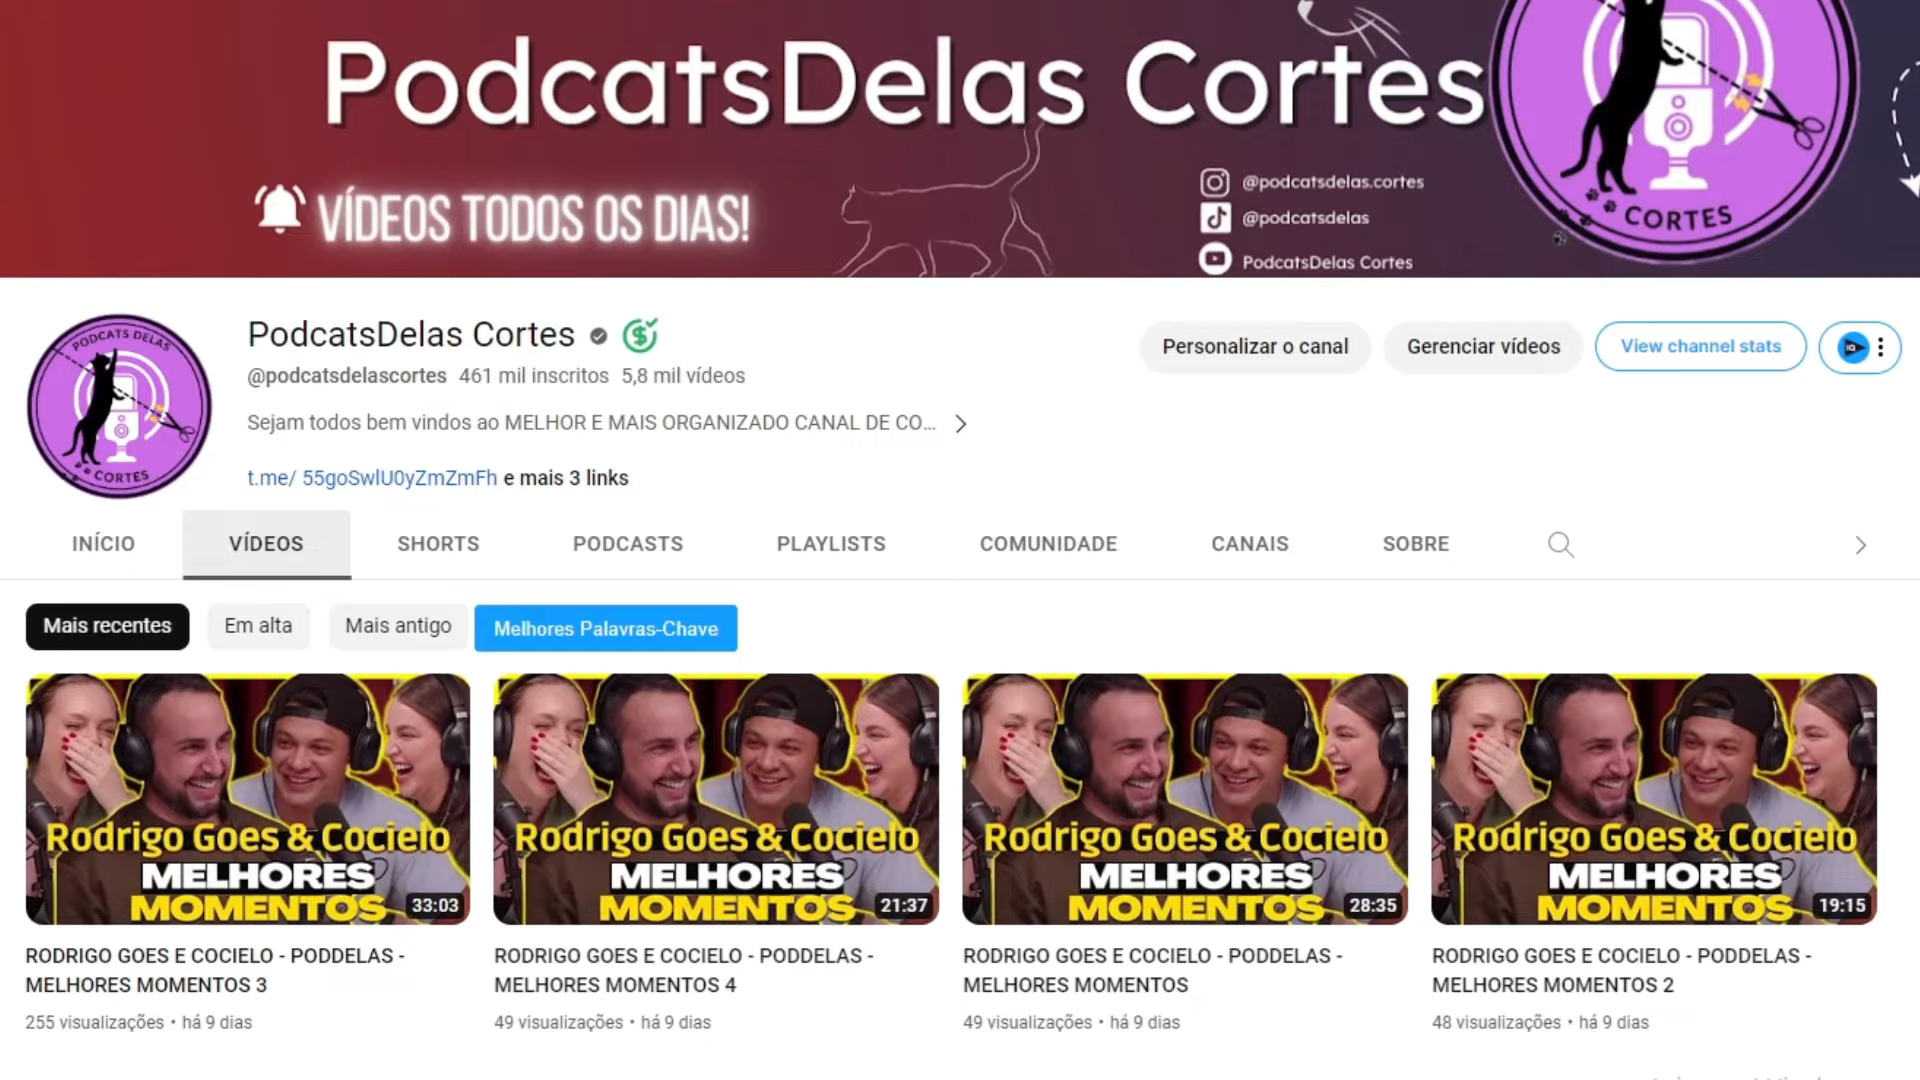 PodcatsDelas Cortes
VÍDEOS TODOS OS DIAS!
@podcatsdelas.cortes
@podcatsdelas
PodcatsDelas Cortes
CORTES
PODCATS DELAS
CORTES
PodcatsDelas Cortes
@podcatsdelascortes 461 mil inscritos 5,8 mil vídeos
Sejam todos bem vindos ao MELHOR E MAIS ORGANIZADO CANAL DE CO...
t.me/ 55goSwlU0yZmZmFh e mais 3 links
Personalizar o canal
Gerenciar vídeos
View channel stats
INÍCIO
VÍDEOS
SHORTS
PODCASTS
PLAYLISTS
COMUNIDADE
CANAIS
SOBRE
Mais recentes
Em alta
Mais antigo
Melhores Palavras-Chave
Rodrigo Goes & Cocielo
MELHORES
MOMENTOS
33:03
RODRIGO GOES E COCIELO - PODDELAS -
MELHORES MOMENTOS 3
255 visualizações • há 9 dias
Rodrigo Goes & Cocielo
MELHORES
MOMENTOS
21:37
RODRIGO GOES E COCIELO - PODDELAS -
MELHORES MOMENTOS 4
49 visualizações • há 9 dias
Rodrigo Goes & Cocielo
MELHORES
MOMENTOS
28:35
RODRIGO GOES E COCIELO - PODDELAS -
MELHORES MOMENTOS
49 visualizações • há 9 dias
Rodrigo Goes & Cocielo
MELHORES
MOMENTOS
19:15
RODRIGO GOES E COCIELO - PODDELAS -
MELHORES MOMENTOS 2
48 visualizações • há 9 dias